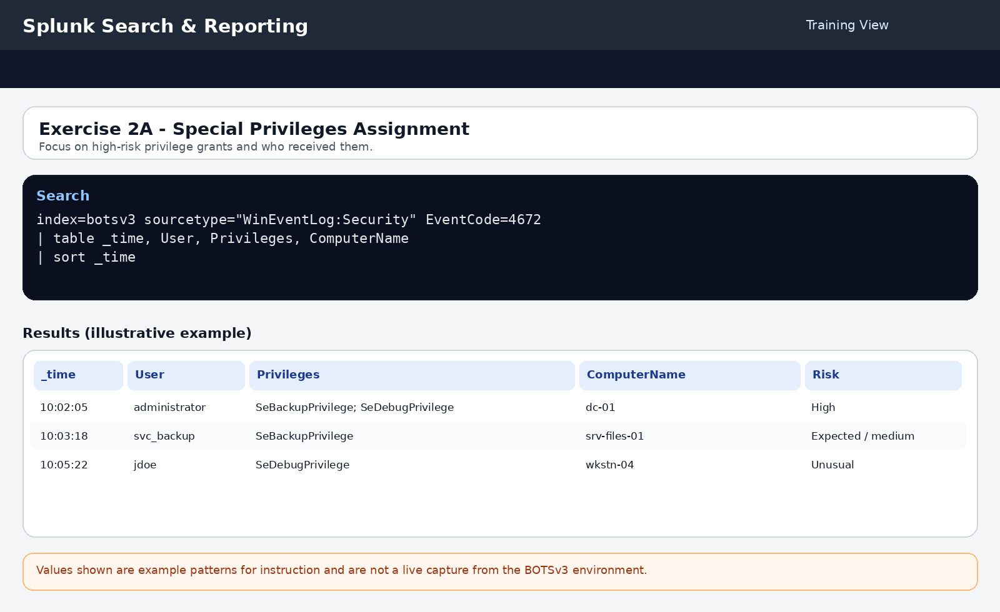 Splunk Search & Reporting
Training View
Exercise 2A - Special Privileges Assignment
Focus on high-risk privilege grants and who received them.
Search
index=botsv3 sourcetype="WinEventLog:Security" EventCode=4672
| table _time, User, Privileges, ComputerName
| sort _time
Results (illustrative example)
_time User Privileges ComputerName Risk
10:02:05 administrator SeBackupPrivilege; SeDebugPrivilege dc-01 High
10:03:18 svc_backup SeBackupPrivilege srv-files-01 Expected / medium
10:05:22 jdoe SeDebugPrivilege wkstn-04 Unusual
Values shown are example patterns for instruction and are not a live capture from the BOTSv3 environment.